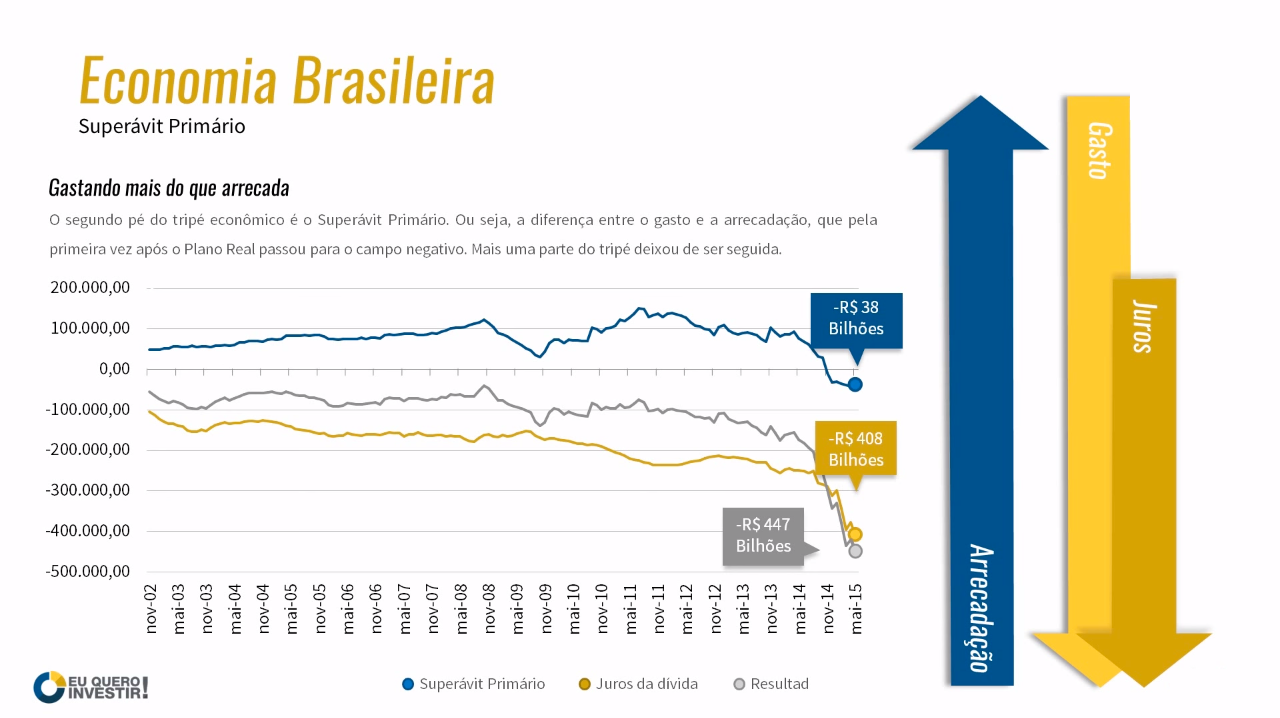 Economia Brasileira
Superávit Primário
Gastando mais do que arrecada
O segundo pé do tripé econômico é o Superávit Primário. Ou seja, a diferença entre o gasto e a arrecadação, que pela
primeira vez após o Plano Real passou para o campo negativo. Mais uma parte do tripé deixou de ser seguida.
200.000,00
100.000,00
0,00
-100.000,00
-200.000,00
-300.000,00
-400.000,00
-500.000,00
-R$ 38
Bilhões
-R$ 408
Bilhões
-R$ 447
Bilhões
nov-02
mai-03
nov-03
mai-04
nov-04
mai-05
nov-05
mai-06
nov-06
mai-07
nov-07
mai-08
nov-08
mai-09
nov-09
mai-10
nov-10
mai-11
nov-11
mai-12
nov-12
mai-13
nov-13
mai-14
nov-14
mai-15
Superávit Primário
Juros da dívida
Resultad
Arrecadação
Gasto
Juros
EU QUERO
INVESTIR!